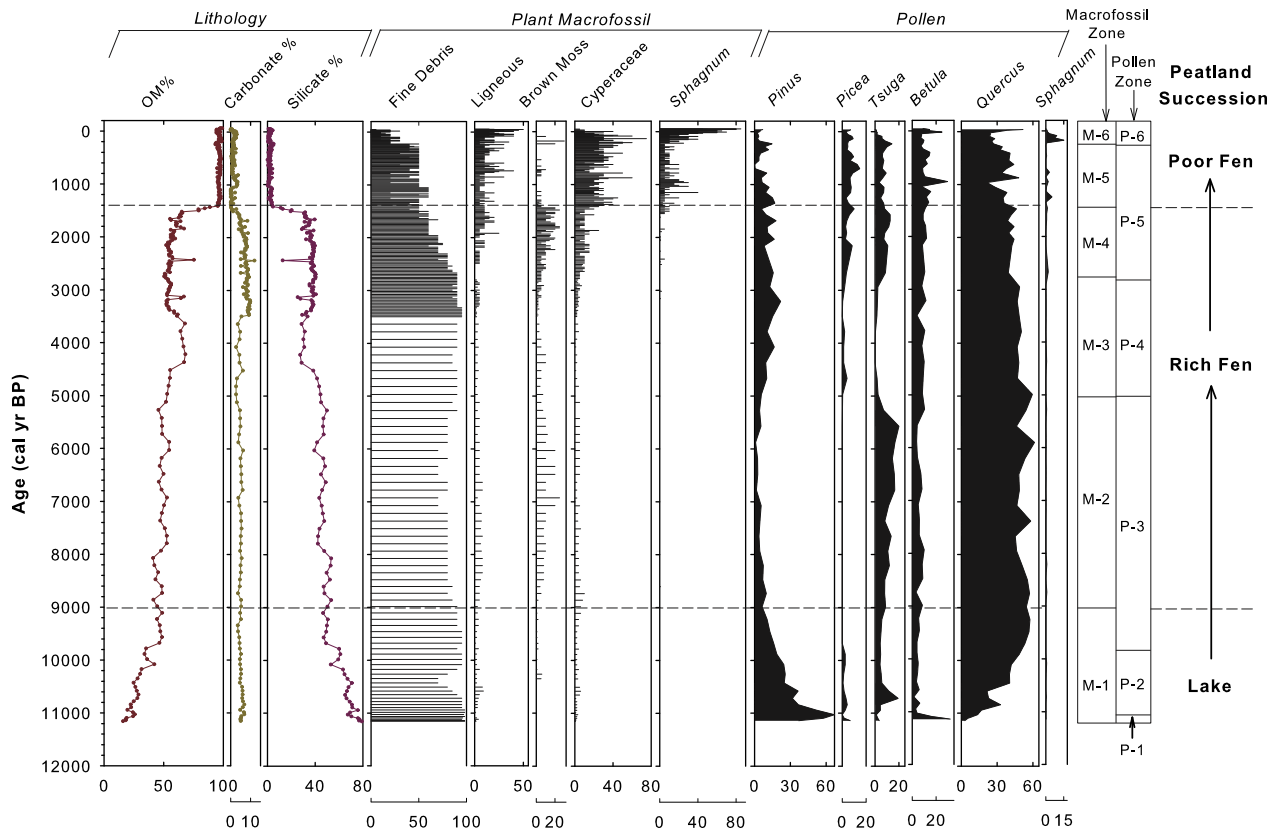 Lithology
Plant Macrofossil
Pollen
Macrofossil
Zone
Pollen
Zone
Peatland
Succession
OM%
Carbonate %
Silicate %
Fine Debris
Ligneous
Brown Moss
Cyperaceae
Sphagnum
Pinus
Picea
Tsuga
Betula
Quercus
Sphagnum
Age (cal yr BP)
0
1000
2000
3000
4000
5000
6000
7000
8000
9000
10000
11000
12000
M-6
M-5
M-4
M-3
M-2
M-1
P-6
P-5
P-4
P-3
P-2
P-1
Poor Fen
Rich Fen
Lake
0 50 100
0 10
0 40 80
0 50 100
0 50
0 20
0 40 80
0 40 80
0 30 60
0 20
0 20
0 20
0 30 60
0 15